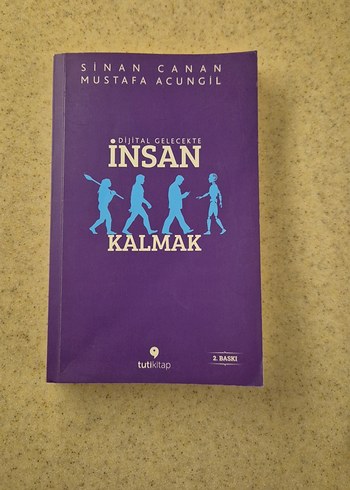 SİNAN CANAN
MUSTAFA ACUNGİL
DİJİTAL GELECEKTE
İNSAN
KALMAK
tutikitap
2. BASKI